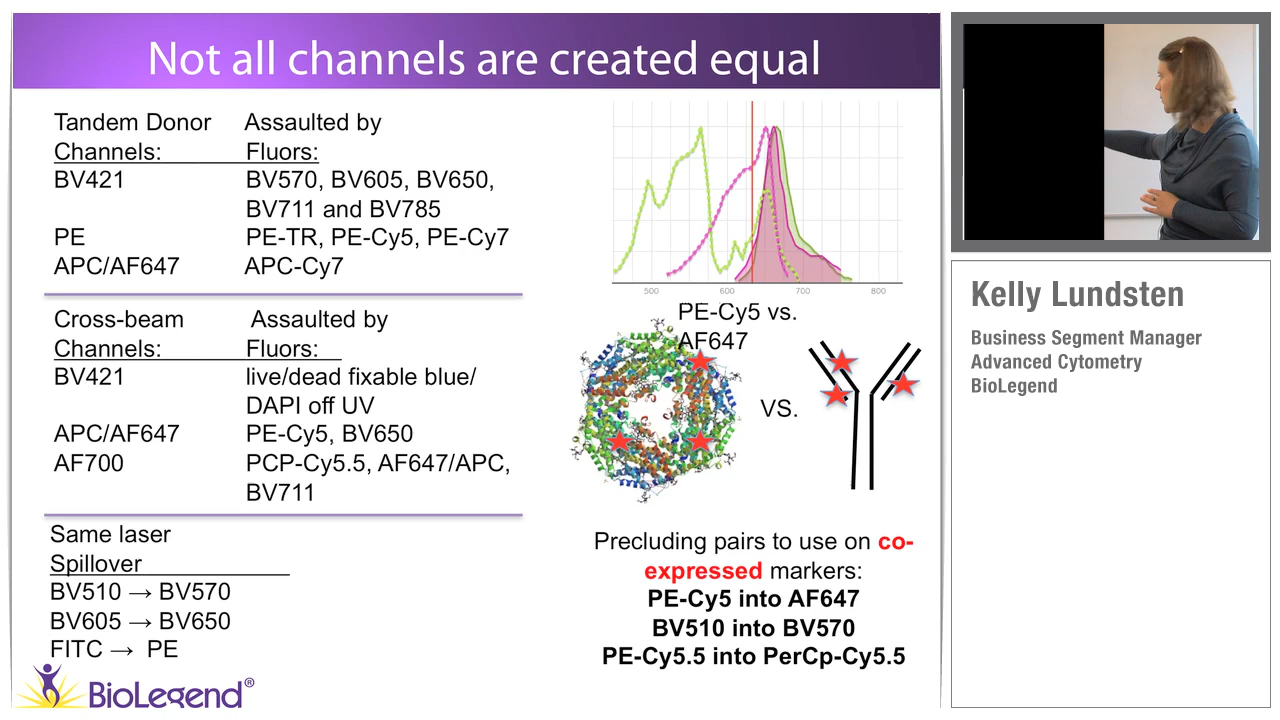 Not all channels are created equal
Tandem Donor Assaulted by
Channels: Fluors:
BV421 BV570, BV605, BV650,
BV711 and BV785
PE PE-TR, PE-Cy5, PE-Cy7
APC/AF647 APC-Cy7
Cross-beam Assaulted by
Channels: Fluors:
BV421 live/dead fixable blue/
DAPI off UV
APC/AF647 PE-Cy5, BV650
AF700 PCP-Cy5.5, AF647/APC,
BV711
Same laser
Spillover
BV510 → BV570
BV605 → BV650
FITC → PE
BioLegend®
500 600 700 800
PE-Cy5 vs.
AF647
VS.
Precluding pairs to use on co-
expressed markers:
PE-Cy5 into AF647
BV510 into BV570
PE-Cy5.5 into PerCp-Cy5.5
Kelly Lundsten
Business Segment Manager
Advanced Cytometry
BioLegend